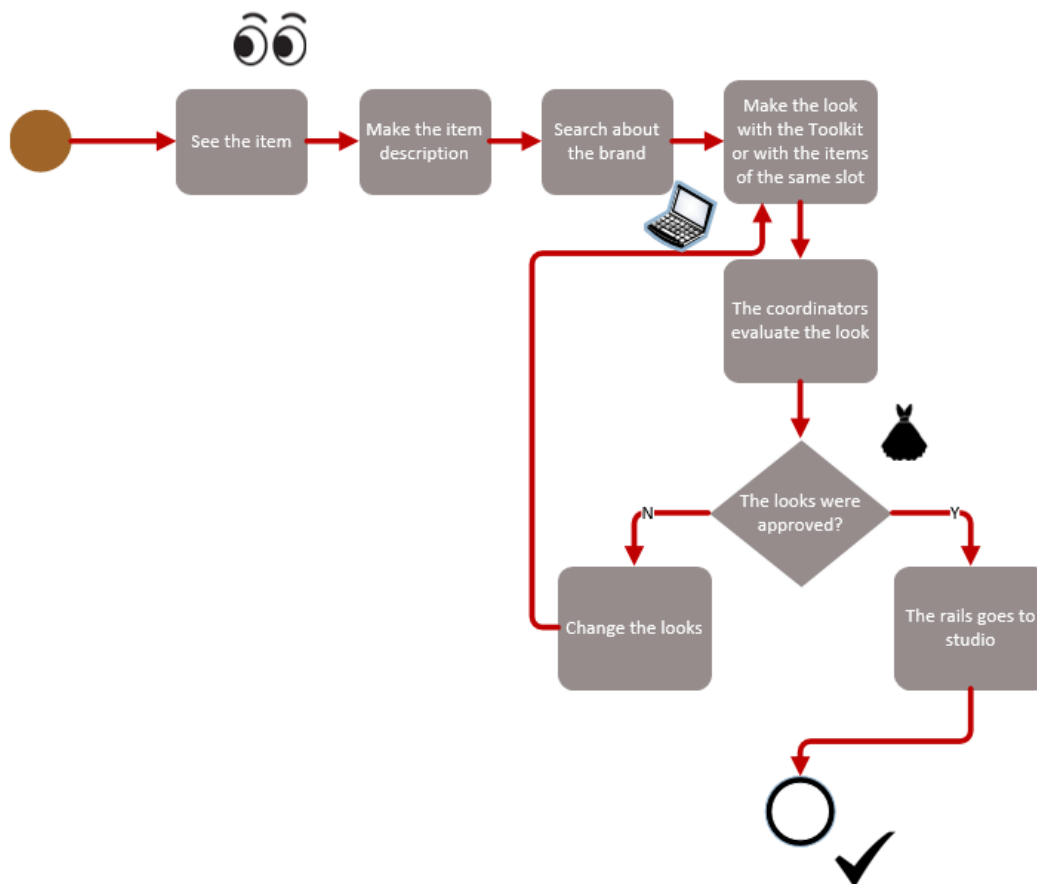 See the item
Make the item
description
Search about
the brand
Make the look
with the Toolkit
or with the items
of the same slot
The coordinators
evaluate the look
The looks were
approved?
N
Y
Change the looks
The rails goes to
studio